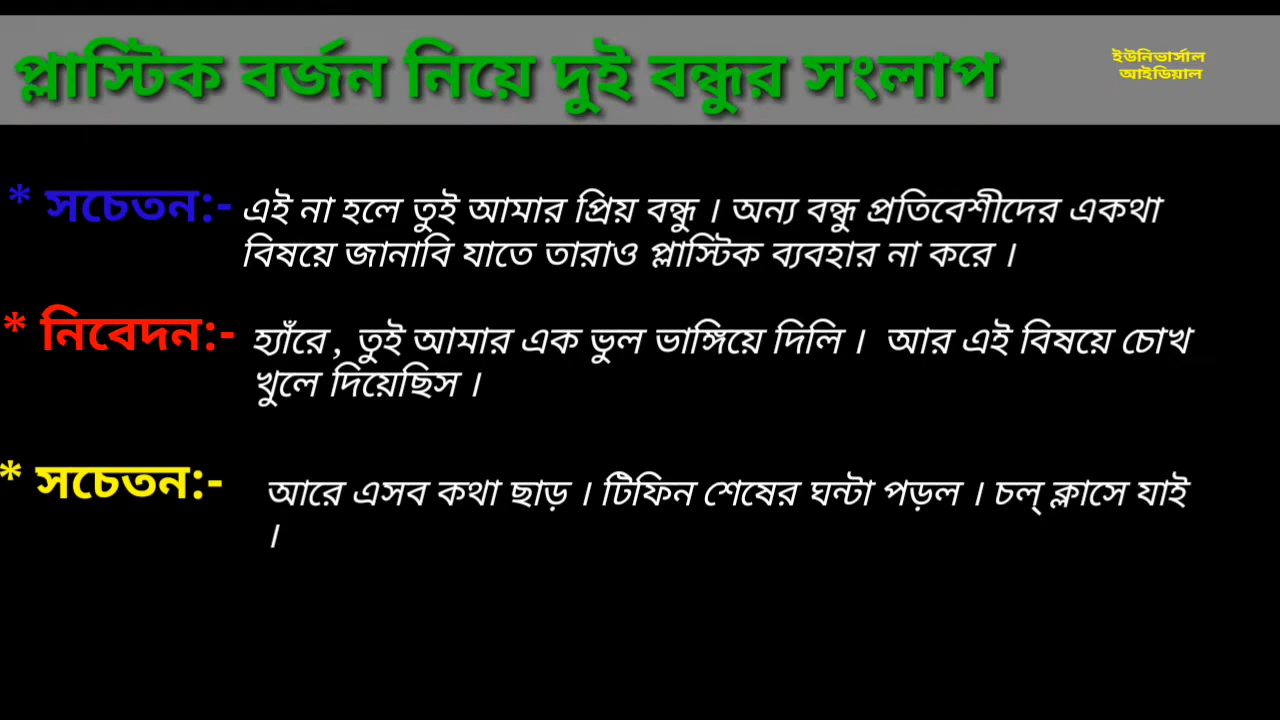 প্লাস্টিক বর্জন নিয়ে দুই বন্ধুর সংলাপ
ইউনিভার্সাল
আইডিয়াল
* সচেতন:- এই না হলে তুই আমার প্রিয় বন্ধু । অন্য বন্ধু প্রতিবেশীদের একথা
বিষয়ে জানাবি যাতে তারাও প্লাস্টিক ব্যবহার না করে ।
* নিবেদন:- হ্যাঁরে , তুই আমার এক ভুল ভাঙ্গিয়ে দিলি । আর এই বিষয়ে চোখ
খুলে দিয়েছিস ।
* সচেতন:- আরে এসব কথা ছাড় । টিফিন শেষের ঘন্টা পড়ল । চল্ ক্লাসে যাই
।